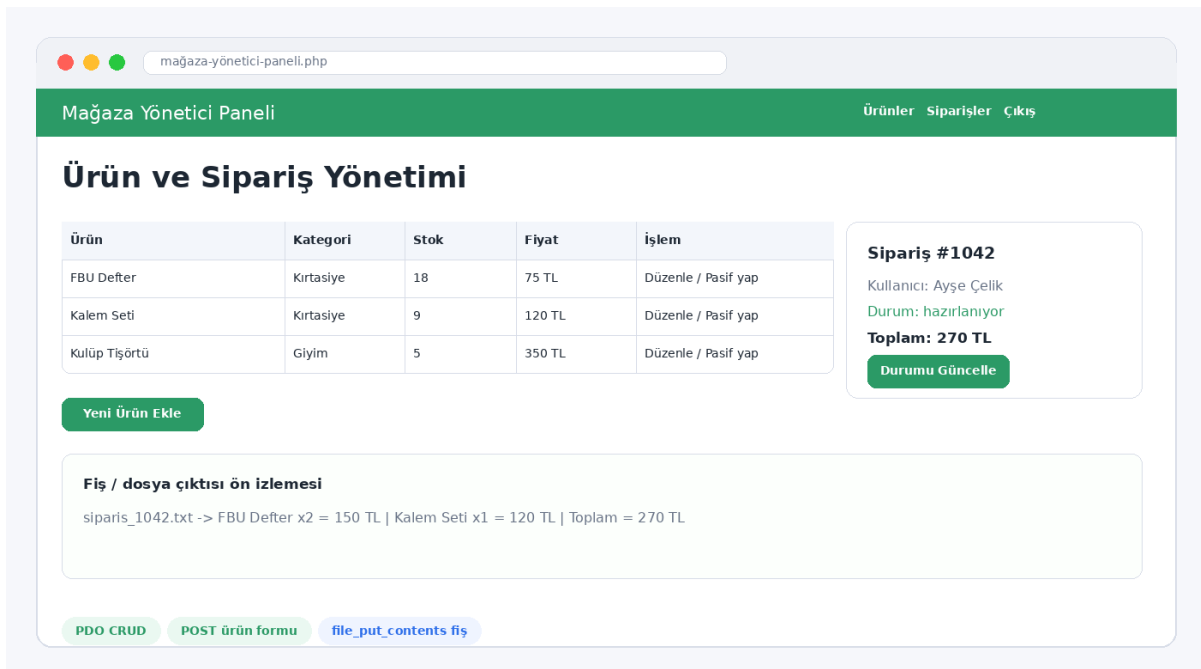 mağaza-yönetici-paneli.php
Mağaza Yönetici Paneli
Ürünler Siparişler Çıkış
Ürün ve Sipariş Yönetimi
Ürün Kategori Stok Fiyat İşlem
FBU Defter Kırtasiye 18 75 TL Düzenle / Pasif yap
Kalem Seti Kırtasiye 9 120 TL Düzenle / Pasif yap
Kulüp Tişörtü Giyim 5 350 TL Düzenle / Pasif yap
Sipariş #1042
Kullanıcı: Ayşe Çelik
Durum: hazırlanıyor
Toplam: 270 TL
Durumu Güncelle
Yeni Ürün Ekle
Fiş / dosya çıktısı ön izlemesi
siparis_1042.txt -> FBU Defter x2 = 150 TL | Kalem Seti x1 = 120 TL | Toplam = 270 TL
PDO CRUD POST ürün formu file_put_contents fiş